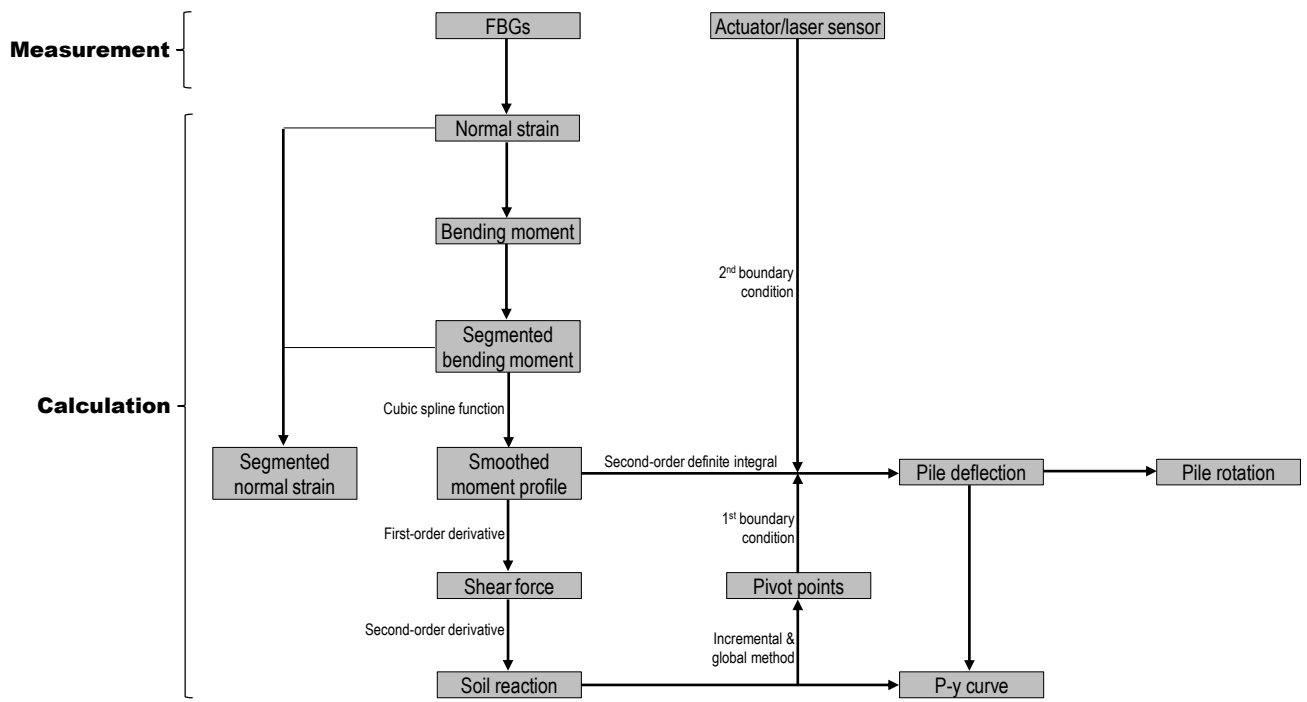 FBGs
Actuator/laser sensor
Measurement
Normal strain
Bending moment
2nd boundary
condition
Segmented
bending moment
Calculation
Cubic spline function
Segmented
normal strain
Smoothed
moment profile
Second-order definite integral
Pile deflection
Pile rotation
First-order derivative
1st boundary
condition
Shear force
Pivot points
Second-order derivative
Incremental &
global method
Soil reaction
P-y curve